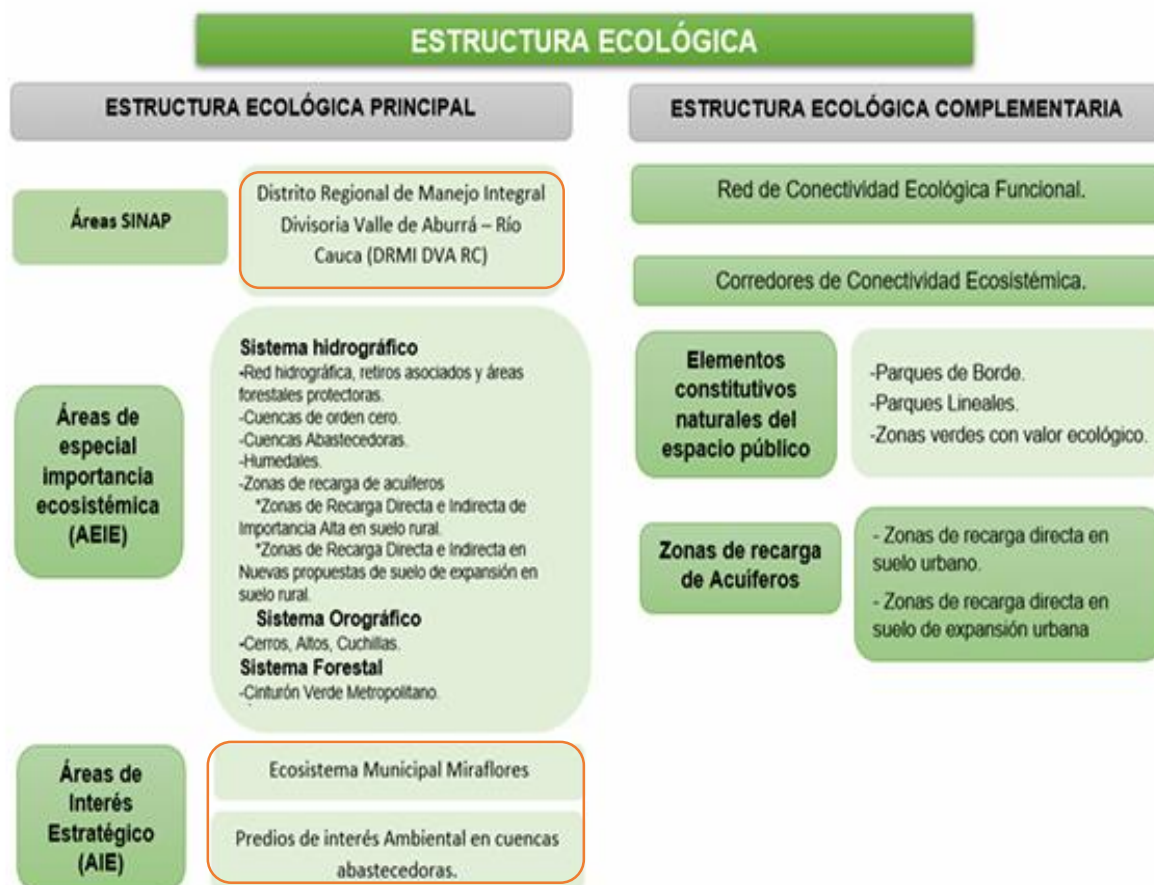 ESTRUCTURA ECOLÓGICA
ESTRUCTURA ECOLÓGICA PRINCIPAL
Áreas SINAP
Distrito Regional de Manejo Integral
Divisoria Valle de Aburrá – Río
Cauca (DRMI DVA RC)
Áreas de
especial
importancia
ecosistémica
(AEIE)
Sistema hidrográfico
-Red hidrográfica, retiros asociados y áreas
forestales protectoras.
-Cuencas de orden cero.
-Cuencas Abastecedoras.
-Humedales.
-Zonas de recarga de acuíferos
*Zonas de Recarga Directa e Indirecta de
Importancia Alta en suelo rural.
*Zonas de Recarga Directa e Indirecta en
Nuevas propuestas de suelo de expansión en
suelo rural.
Sistema Orográfico
-Cerros, Altos, Cuchillas.
Sistema Forestal
-Cinturón Verde Metropolitano.
Áreas de
Interés
Estratégico
(AIE)
Ecosistema Municipal Miraflores
Predios de interés Ambiental en cuencas
abastecedoras.
ESTRUCTURA ECOLÓGICA COMPLEMENTARIA
Red de Conectividad Ecológica Funcional.
Corredores de Conectividad Ecosistémica.
Elementos
constitutivos
naturales del
espacio público
-Parques de Borde.
-Parques Lineales.
-Zonas verdes con valor ecológico.
Zonas de recarga
de Acuíferos
- Zonas de recarga directa en
suelo urbano.
- Zonas de recarga directa en
suelo de expansión urbana